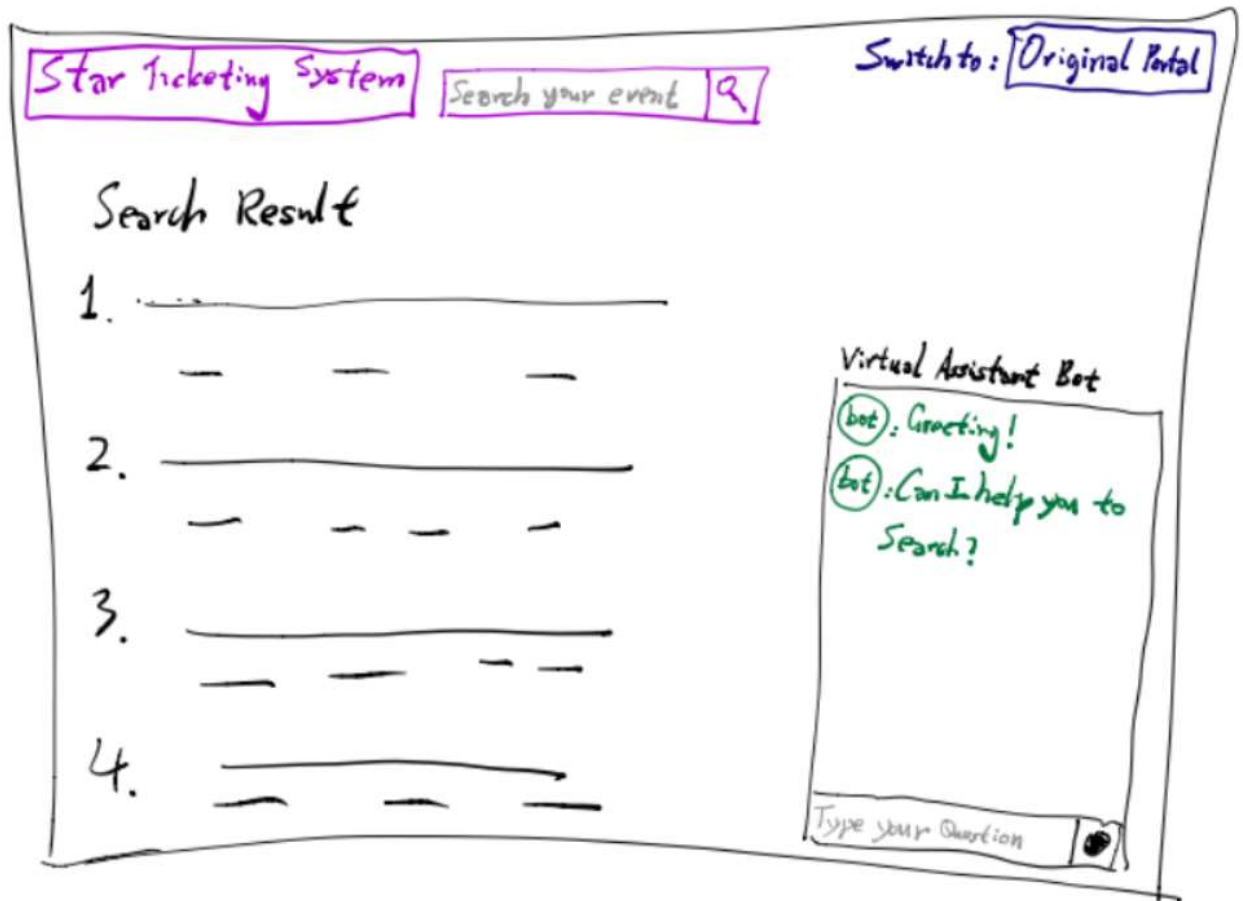 Star Ticketing System
Search your event
Switch to: Original Portal
Search Result
1.
2.
3.
4.
Virtual Assistant Bot
bot: Greeting!
bot: Can I help you to
Search?
Type your Question